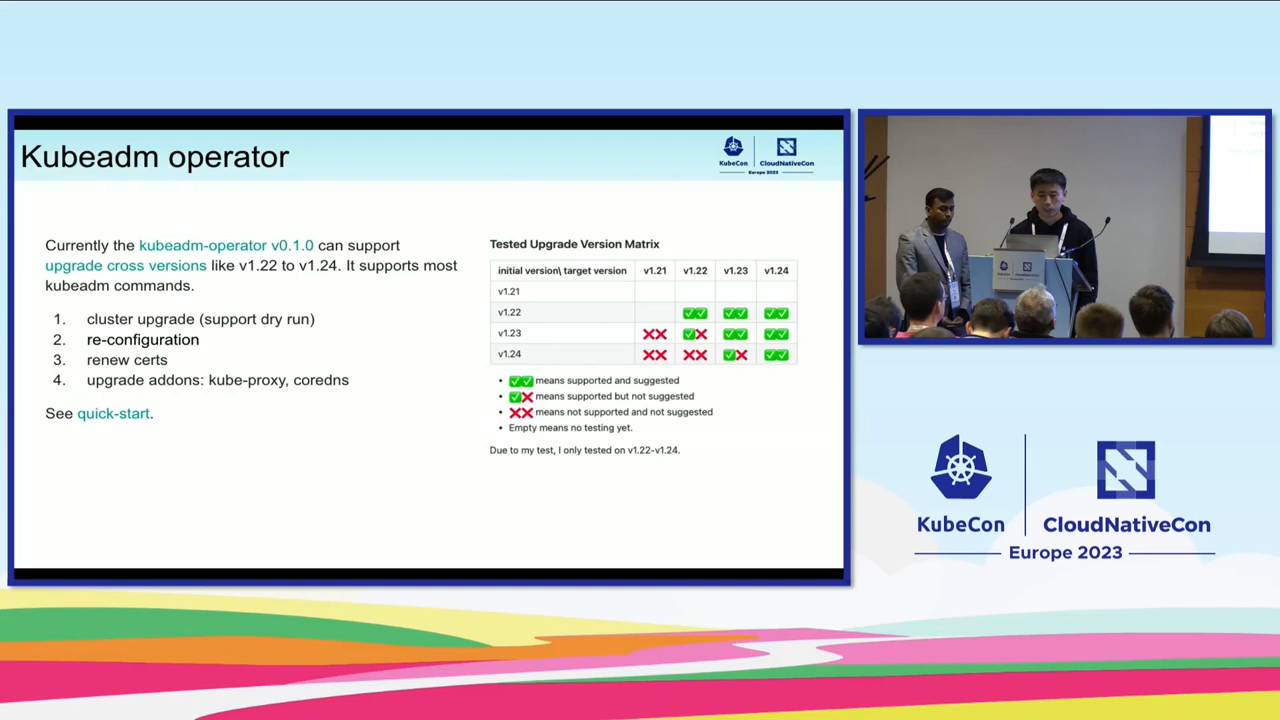 Kubeadm operator
KubeCon
CloudNativeCon
Europe 2023
Currently the kubeadm-operator v0.1.0 can support
upgrade cross versions like v1.22 to v1.24. It supports most
kubeadm commands.
1. cluster upgrade (support dry run)
2. re-configuration
3. renew certs
4. upgrade addons: kube-proxy, coredns
See quick-start.
Tested Upgrade Version Matrix
initial version\ target version v1.21 v1.22 v1.23 v1.24
v1.21
v1.22 ✅✅ ✅✅ ✅✅
v1.23 ❌❌ ✅❌ ✅✅ ✅✅
v1.24 ❌❌ ❌❌ ✅❌ ✅✅
• ✅✅ means supported and suggested
• ✅❌ means supported but not suggested
• ❌❌ means not supported and not suggested
• Empty means no testing yet.
Due to my test, I only tested on v1.22-v1.24.
KubeCon
CloudNativeCon
Europe 2023